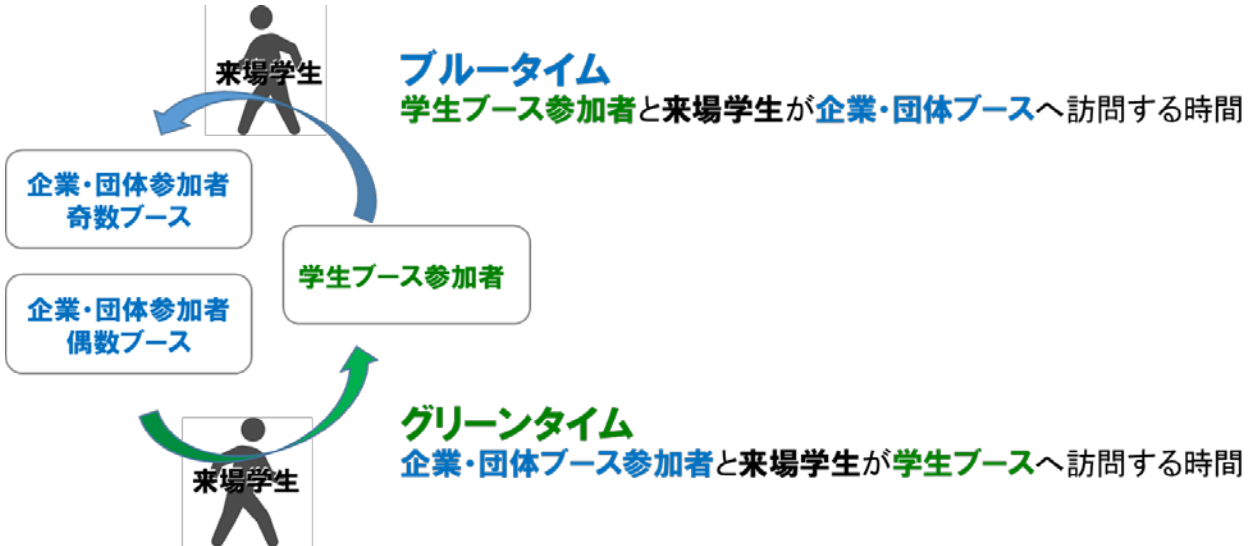 来場学生
ブルータイム
学生ブース参加者と来場学生が企業・団体ブースへ訪問する時間
企業・団体参加者
奇数ブース
学生ブース参加者
企業・団体参加者
偶数ブース
グリーンタイム
企業・団体ブース参加者と来場学生が学生ブースへ訪問する時間
来場学生